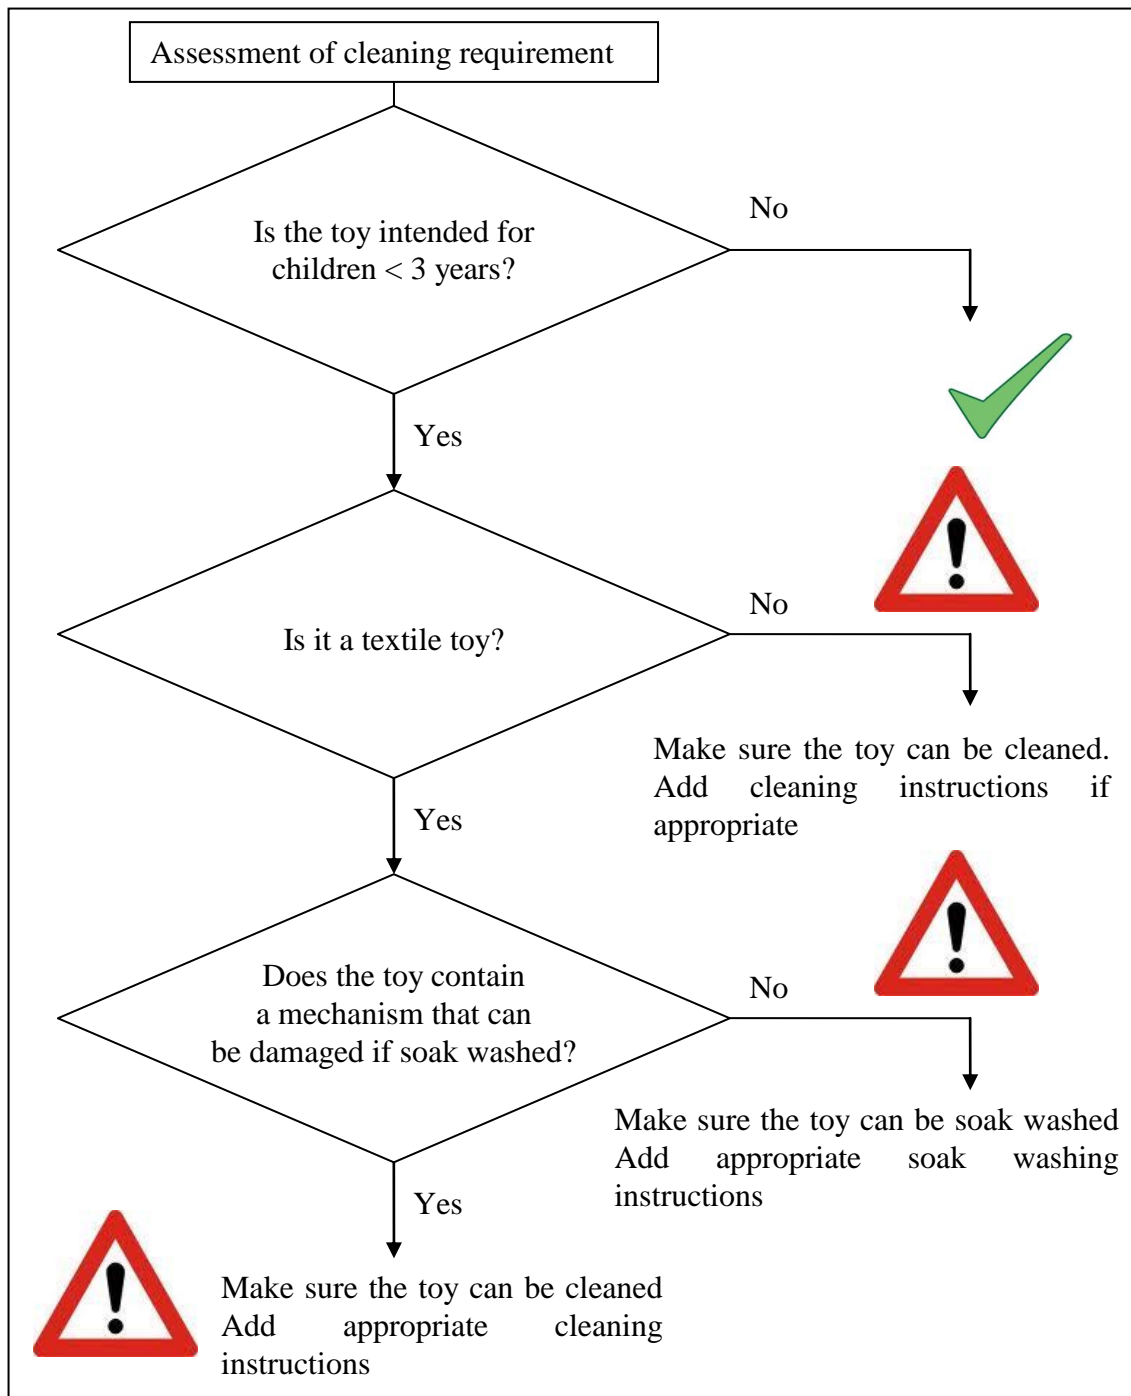 Assessment of cleaning requirement
Is the toy intended for
children < 3 years?
No
Yes
Is it a textile toy?
No
Make sure the toy can be cleaned.
Add cleaning instructions if
appropriate
Yes
Does the toy contain
a mechanism that can
be damaged if soak washed?
No
Make sure the toy can be soak washed
Add appropriate soak washing
instructions
Yes
Make sure the toy can be cleaned
Add appropriate cleaning
instructions